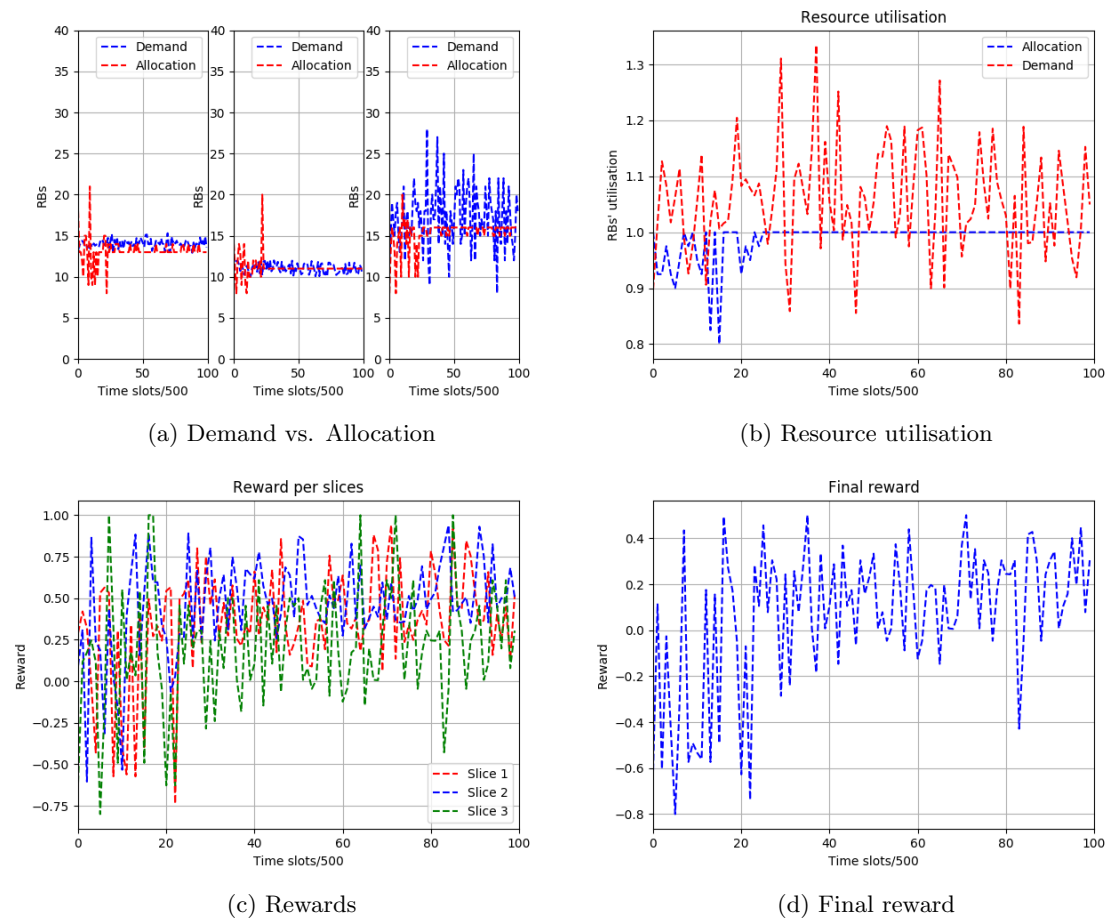 Demand
Allocation
Demand
Allocation
Demand
Allocation
RBs
RBs
RBs
40
35
30
25
20
15
10
5
0
40
35
30
25
20
15
10
5
0
40
35
30
25
20
15
10
5
0
0 50 100
0 50 100
0 50 100
Time slots/500
Time slots/500
Time slots/500
(a) Demand vs. Allocation
Resource utilisation
Allocation
Demand
RBs' utilisation
1.3
1.2
1.1
1.0
0.9
0.8
0 20 40 60 80 100
Time slots/500
(b) Resource utilisation
Reward per slices
Reward
1.00
0.75
0.50
0.25
0.00
−0.25
−0.50
−0.75
Slice 1
Slice 2
Slice 3
0 20 40 60 80 100
Time slots/500
(c) Rewards
Final reward
Reward
0.4
0.2
0.0
−0.2
−0.4
−0.6
−0.8
0 20 40 60 80 100
Time slots/500
(d) Final reward